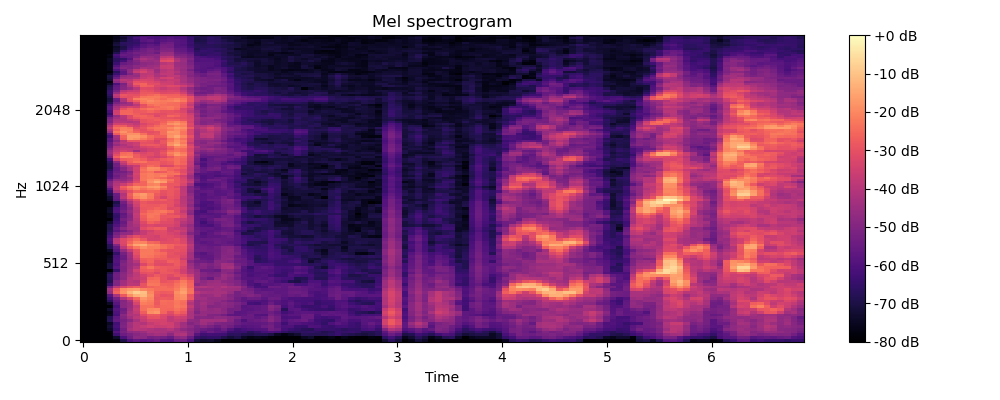 Mel spectrogram
Hz
2048
1024
512
0
0 1 2 3 4 5 6
Time
+0 dB
-10 dB
-20 dB
-30 dB
-40 dB
-50 dB
-60 dB
-70 dB
-80 dB